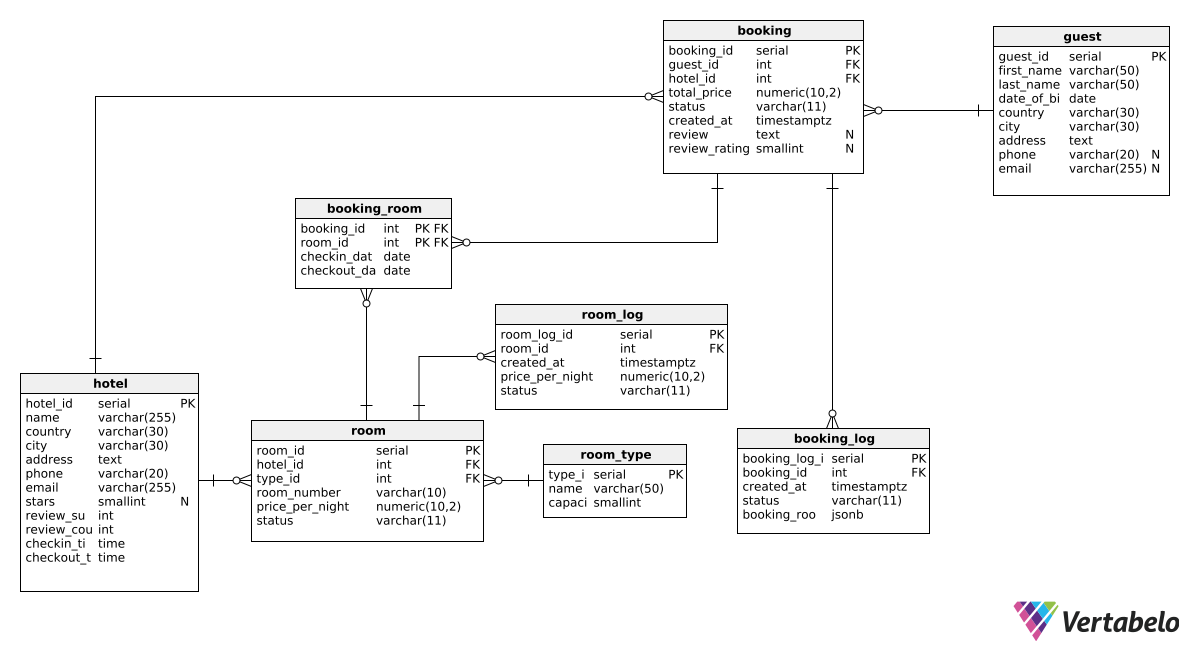 booking
booking_id serial PK
guest_id int FK
hotel_id int FK
total_price numeric(10,2)
status varchar(11)
created_at timestamptz
review text N
review_rating smallint N
guest
guest_id serial PK
first_name varchar(50)
last_name varchar(50)
date_of_bi date
country varchar(30)
city varchar(30)
address text
phone varchar(20) N
email varchar(255) N
booking_room
booking_id int PK FK
room_id int PK FK
checkin_dat date
checkout_da date
room_log
room_log_id serial PK
room_id int FK
created_at timestamptz
price_per_night numeric(10,2)
status varchar(11)
hotel
hotel_id serial PK
name varchar(255)
country varchar(30)
city varchar(30)
address text
phone varchar(20)
email varchar(255)
stars smallint N
review_su int
review_cou int
checkin_ti time
checkout_t time
room
room_id serial PK
hotel_id int FK
type_id int FK
room_number varchar(10)
price_per_night numeric(10,2)
status varchar(11)
room_type
type_i serial PK
name varchar(50)
capaci smallint
booking_log
booking_log_i serial PK
booking_id int FK
created_at timestamptz
status varchar(11)
booking_roo jsonb
Vertabelo